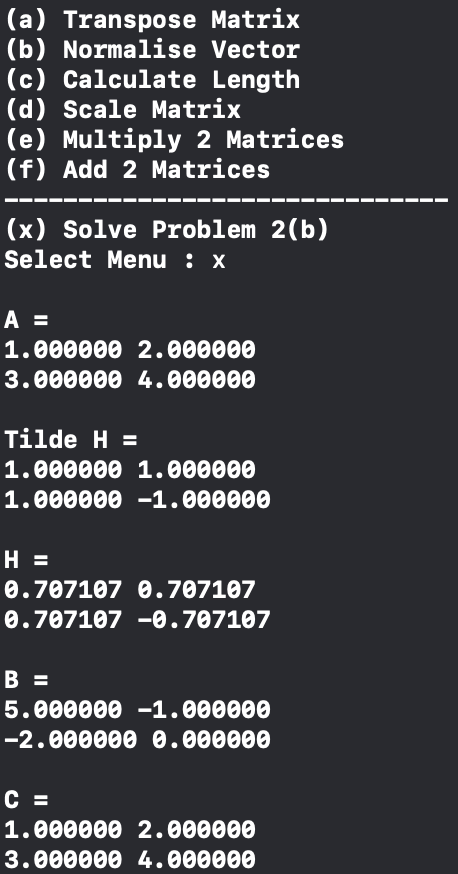 (a) Transpose Matrix
(b) Normalise Vector
(c) Calculate Length
(d) Scale Matrix
(e) Multiply 2 Matrices
(f) Add 2 Matrices
------------------------------
(x) Solve Problem 2(b)
Select Menu : x
A =
1.000000 2.000000
3.000000 4.000000
Tilde H =
1.000000 1.000000
1.000000 -1.000000
H =
0.707107 0.707107
0.707107 -0.707107
B =
5.000000 -1.000000
-2.000000 0.000000
C =
1.000000 2.000000
3.000000 4.000000